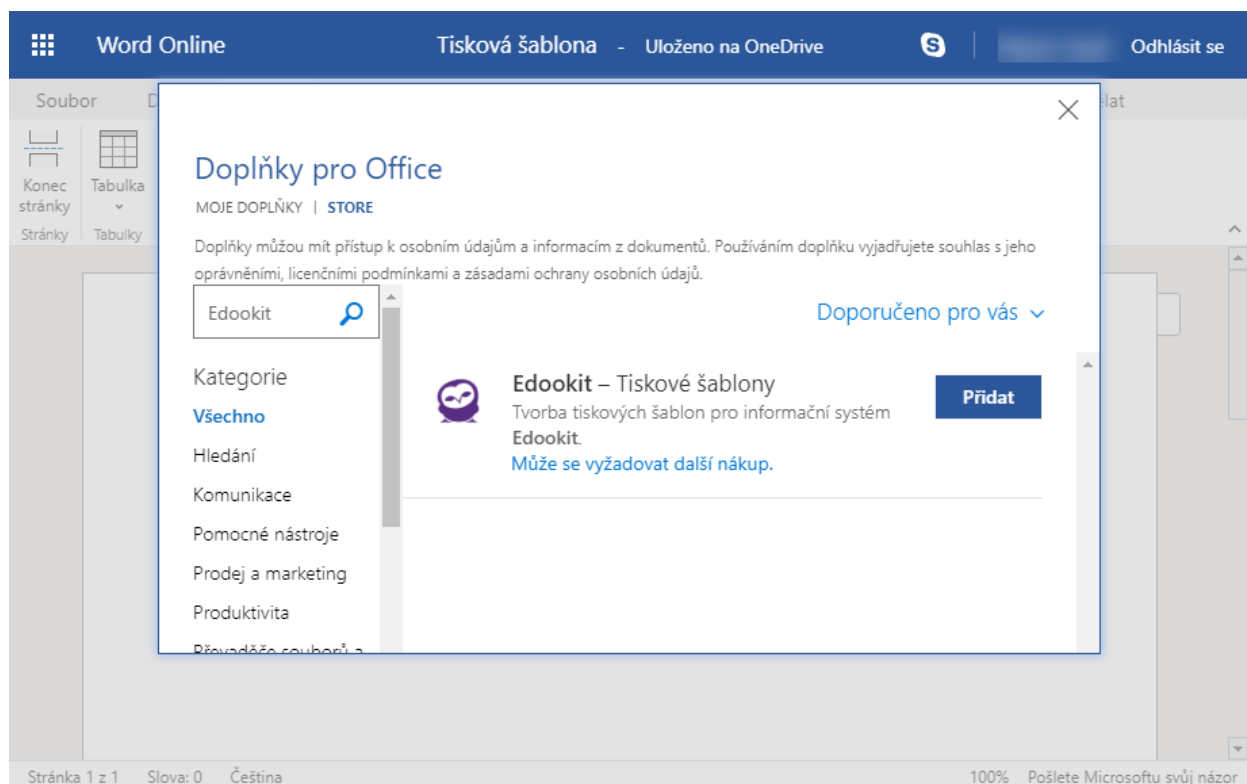 Word Online
Tisková šablona - Uloženo na OneDrive
Odhlásit se
Soubor
Konec stránky
Tabulka
Stránky
Tabulky
Doplňky pro Office
MOJE DOPLŇKY | STORE
Doplňky můžou mít přístup k osobním údajům a informacím z dokumentů. Používáním doplňku vyjadřujete souhlas s jeho
oprávněními, licenčními podmínkami a zásadami ochrany osobních údajů.
Edookit
Doporučeno pro vás
Kategorie
Všechno
Hledání
Komunikace
Pomocné nástroje
Prodej a marketing
Produktivita
Převaděče souborů a
Edookit – Tiskové šablony
Tvorba tiskových šablon pro informační systém
Edookit.
Může se vyžadovat další nákup.
Přidat
Stránka 1 z 1
Slova: 0
Čeština
100%
Pošlete Microsoftu svůj názor